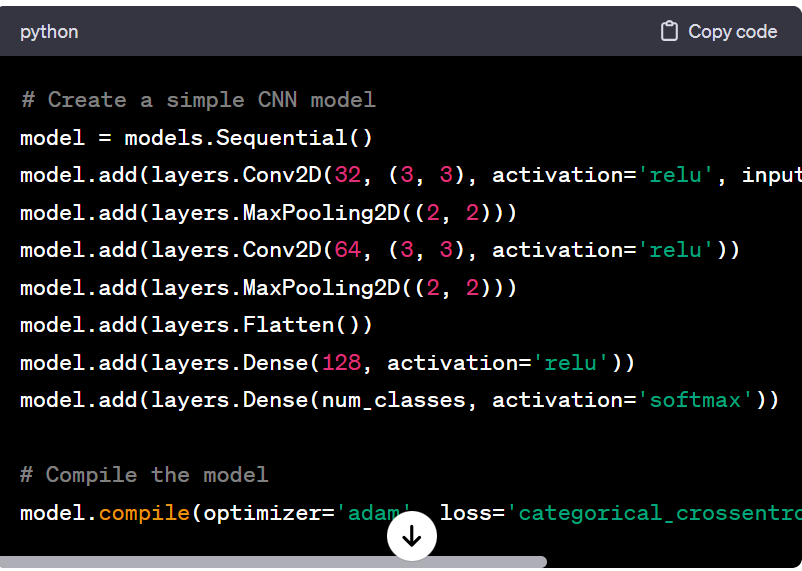 python
Copy code
# Create a simple CNN model
model = models.Sequential()
model.add(layers.Conv2D(32, (3, 3), activation='relu', input
model.add(layers.MaxPooling2D((2, 2)))
model.add(layers.Conv2D(64, (3, 3), activation='relu'))
model.add(layers.MaxPooling2D((2, 2)))
model.add(layers.Flatten())
model.add(layers.Dense(128, activation='relu'))
model.add(layers.Dense(num_classes, activation='softmax'))
# Compile the model
model.compile(optimizer='adam', loss='categorical_crossentro